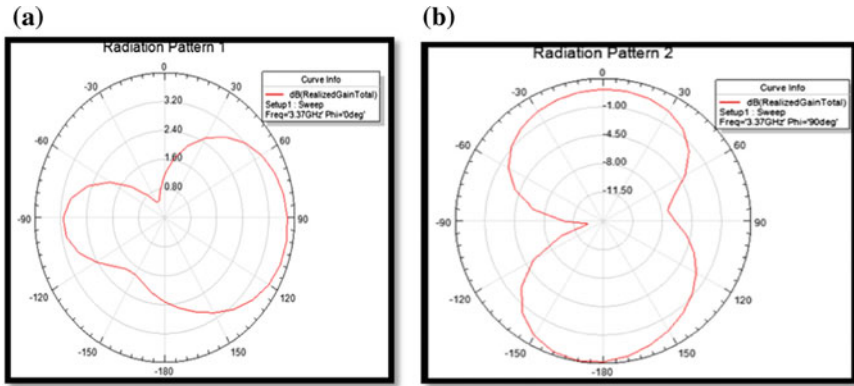 (a)
Radiation Pattern 1
Curve Info
dB(RealizedGainTotal)
Setup1 : Sweep
Freq='3.37GHz' Phi='0deg'
0
-30
30
3.20
-60
60
2.40
1.60
0.80
-90
90
-120
120
-150
150
-180
(b)
Radiation Pattern 2
Curve Info
dB(RealizedGainTotal)
Setup1 : Sweep
Freq='3.37GHz' Phi='90deg'
0
-30
30
-1.00
-60
60
-4.50
-8.00
-11.50
-90
90
-120
120
-150
150
-180